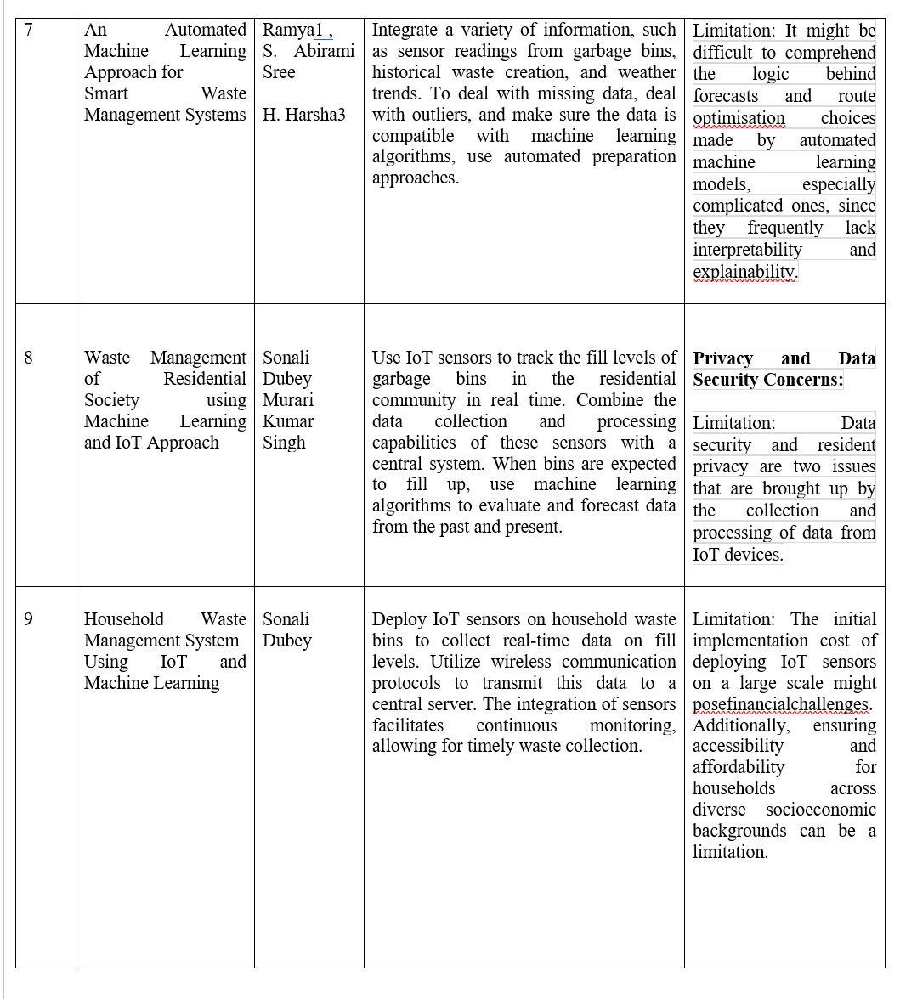 7
An Automated
Machine Learning
Approach for
Smart Waste
Management Systems
Ramya1 ,
S. Abirami
Sree
H. Harsha3
Integrate a variety of information, such
as sensor readings from garbage bins,
historical waste creation, and weather
trends. To deal with missing data, deal
with outliers, and make sure the data is
compatible with machine learning
algorithms, use automated preparation
approaches.
Limitation: It might be
difficult to comprehend
the logic behind
forecasts and route
optimisation choices
made by automated
machine learning
models, especially
complicated ones, since
they frequently lack
interpretability and
explainability.
8
Waste Management
of Residential
Society using
Machine Learning
and IoT Approach
Sonali
Dubey
Murari
Kumar
Singh
Use IoT sensors to track the fill levels of
garbage bins in the residential
community in real time. Combine the
data collection and processing
capabilities of these sensors with a
central system. When bins are expected
to fill up, use machine learning
algorithms to evaluate and forecast data
from the past and present.
Privacy and Data
Security Concerns:
Limitation: Data
security and resident
privacy are two issues
that are brought up by
the collection and
processing of data from
IoT devices.
9
Household Waste
Management System
Using IoT and
Machine Learning
Sonali
Dubey
Deploy IoT sensors on household waste
bins to collect real-time data on fill
levels. Utilize wireless communication
protocols to transmit this data to a
central server. The integration of sensors
facilitates continuous monitoring,
allowing for timely waste collection.
Limitation: The initial
implementation cost of
deploying IoT sensors
on a large scale might
posefinancialchallenges.
Additionally, ensuring
accessibility and
affordability for
households across
diverse socioeconomic
backgrounds can be a
limitation.